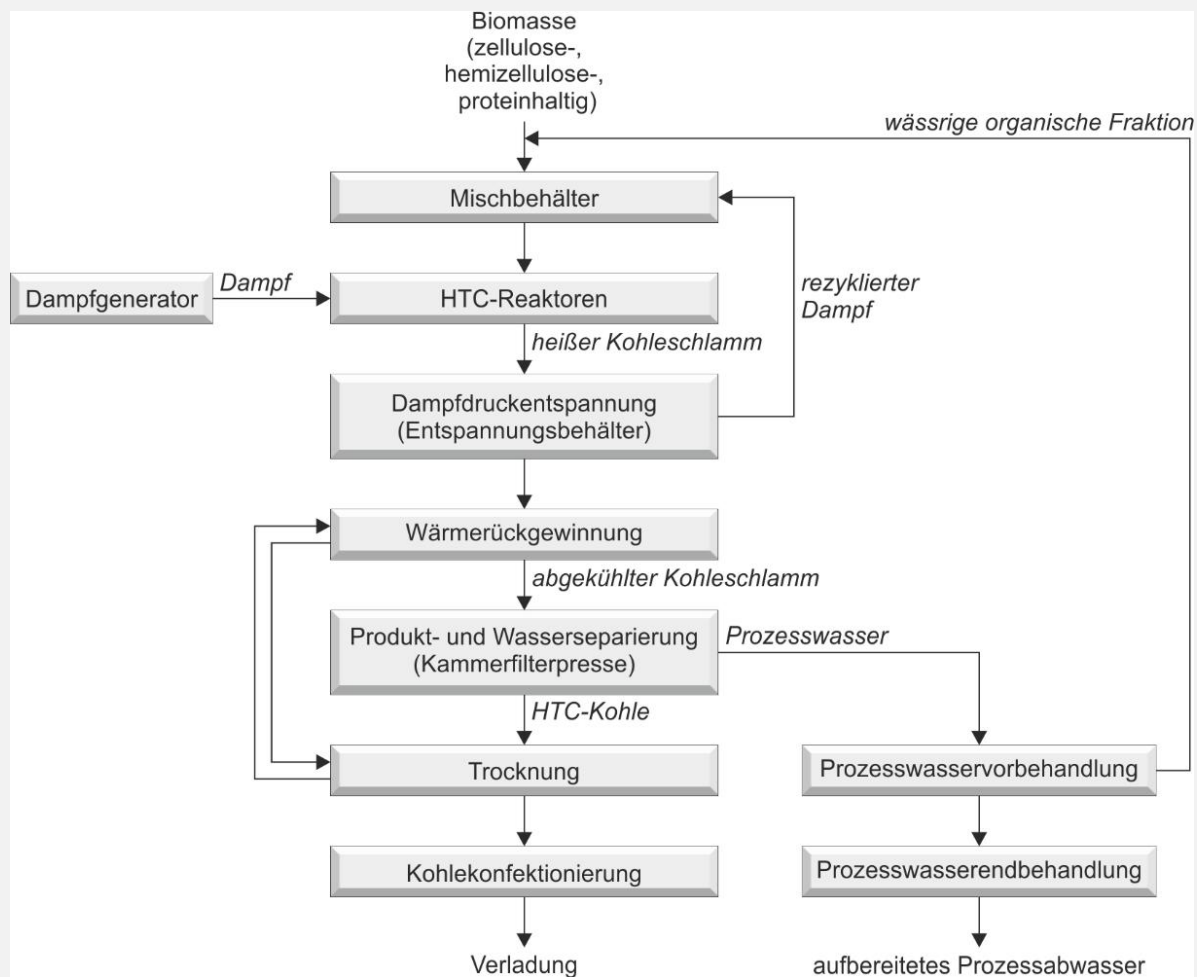 Biomasse
(zellulose-,
hemizellulose-,
proteinhaltig)
wässrige organische Fraktion
Mischbehälter
Dampfgenerator
Dampf
HTC-Reaktoren
rezyklierter
Dampf
heißer Kohleschlamm
Dampfdruckentspannung
(Entspannungsbehälter)
Wärmerückgewinnung
abgekühlter Kohleschlamm
Produkt- und Wasserseparierung
(Kammerfilterpresse)
Prozesswasser
HTC-Kohle
Trocknung
Prozesswasservorbehandlung
Kohlekonfektionierung
Prozesswasserendbehandlung
Verladung
aufbereitetes Prozessabwasser